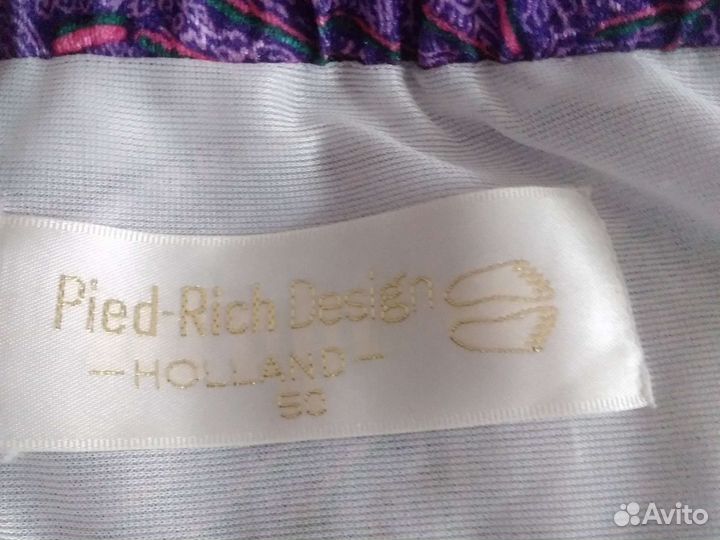 Pied-Rich Design
—HOLLAND—
50
Avito